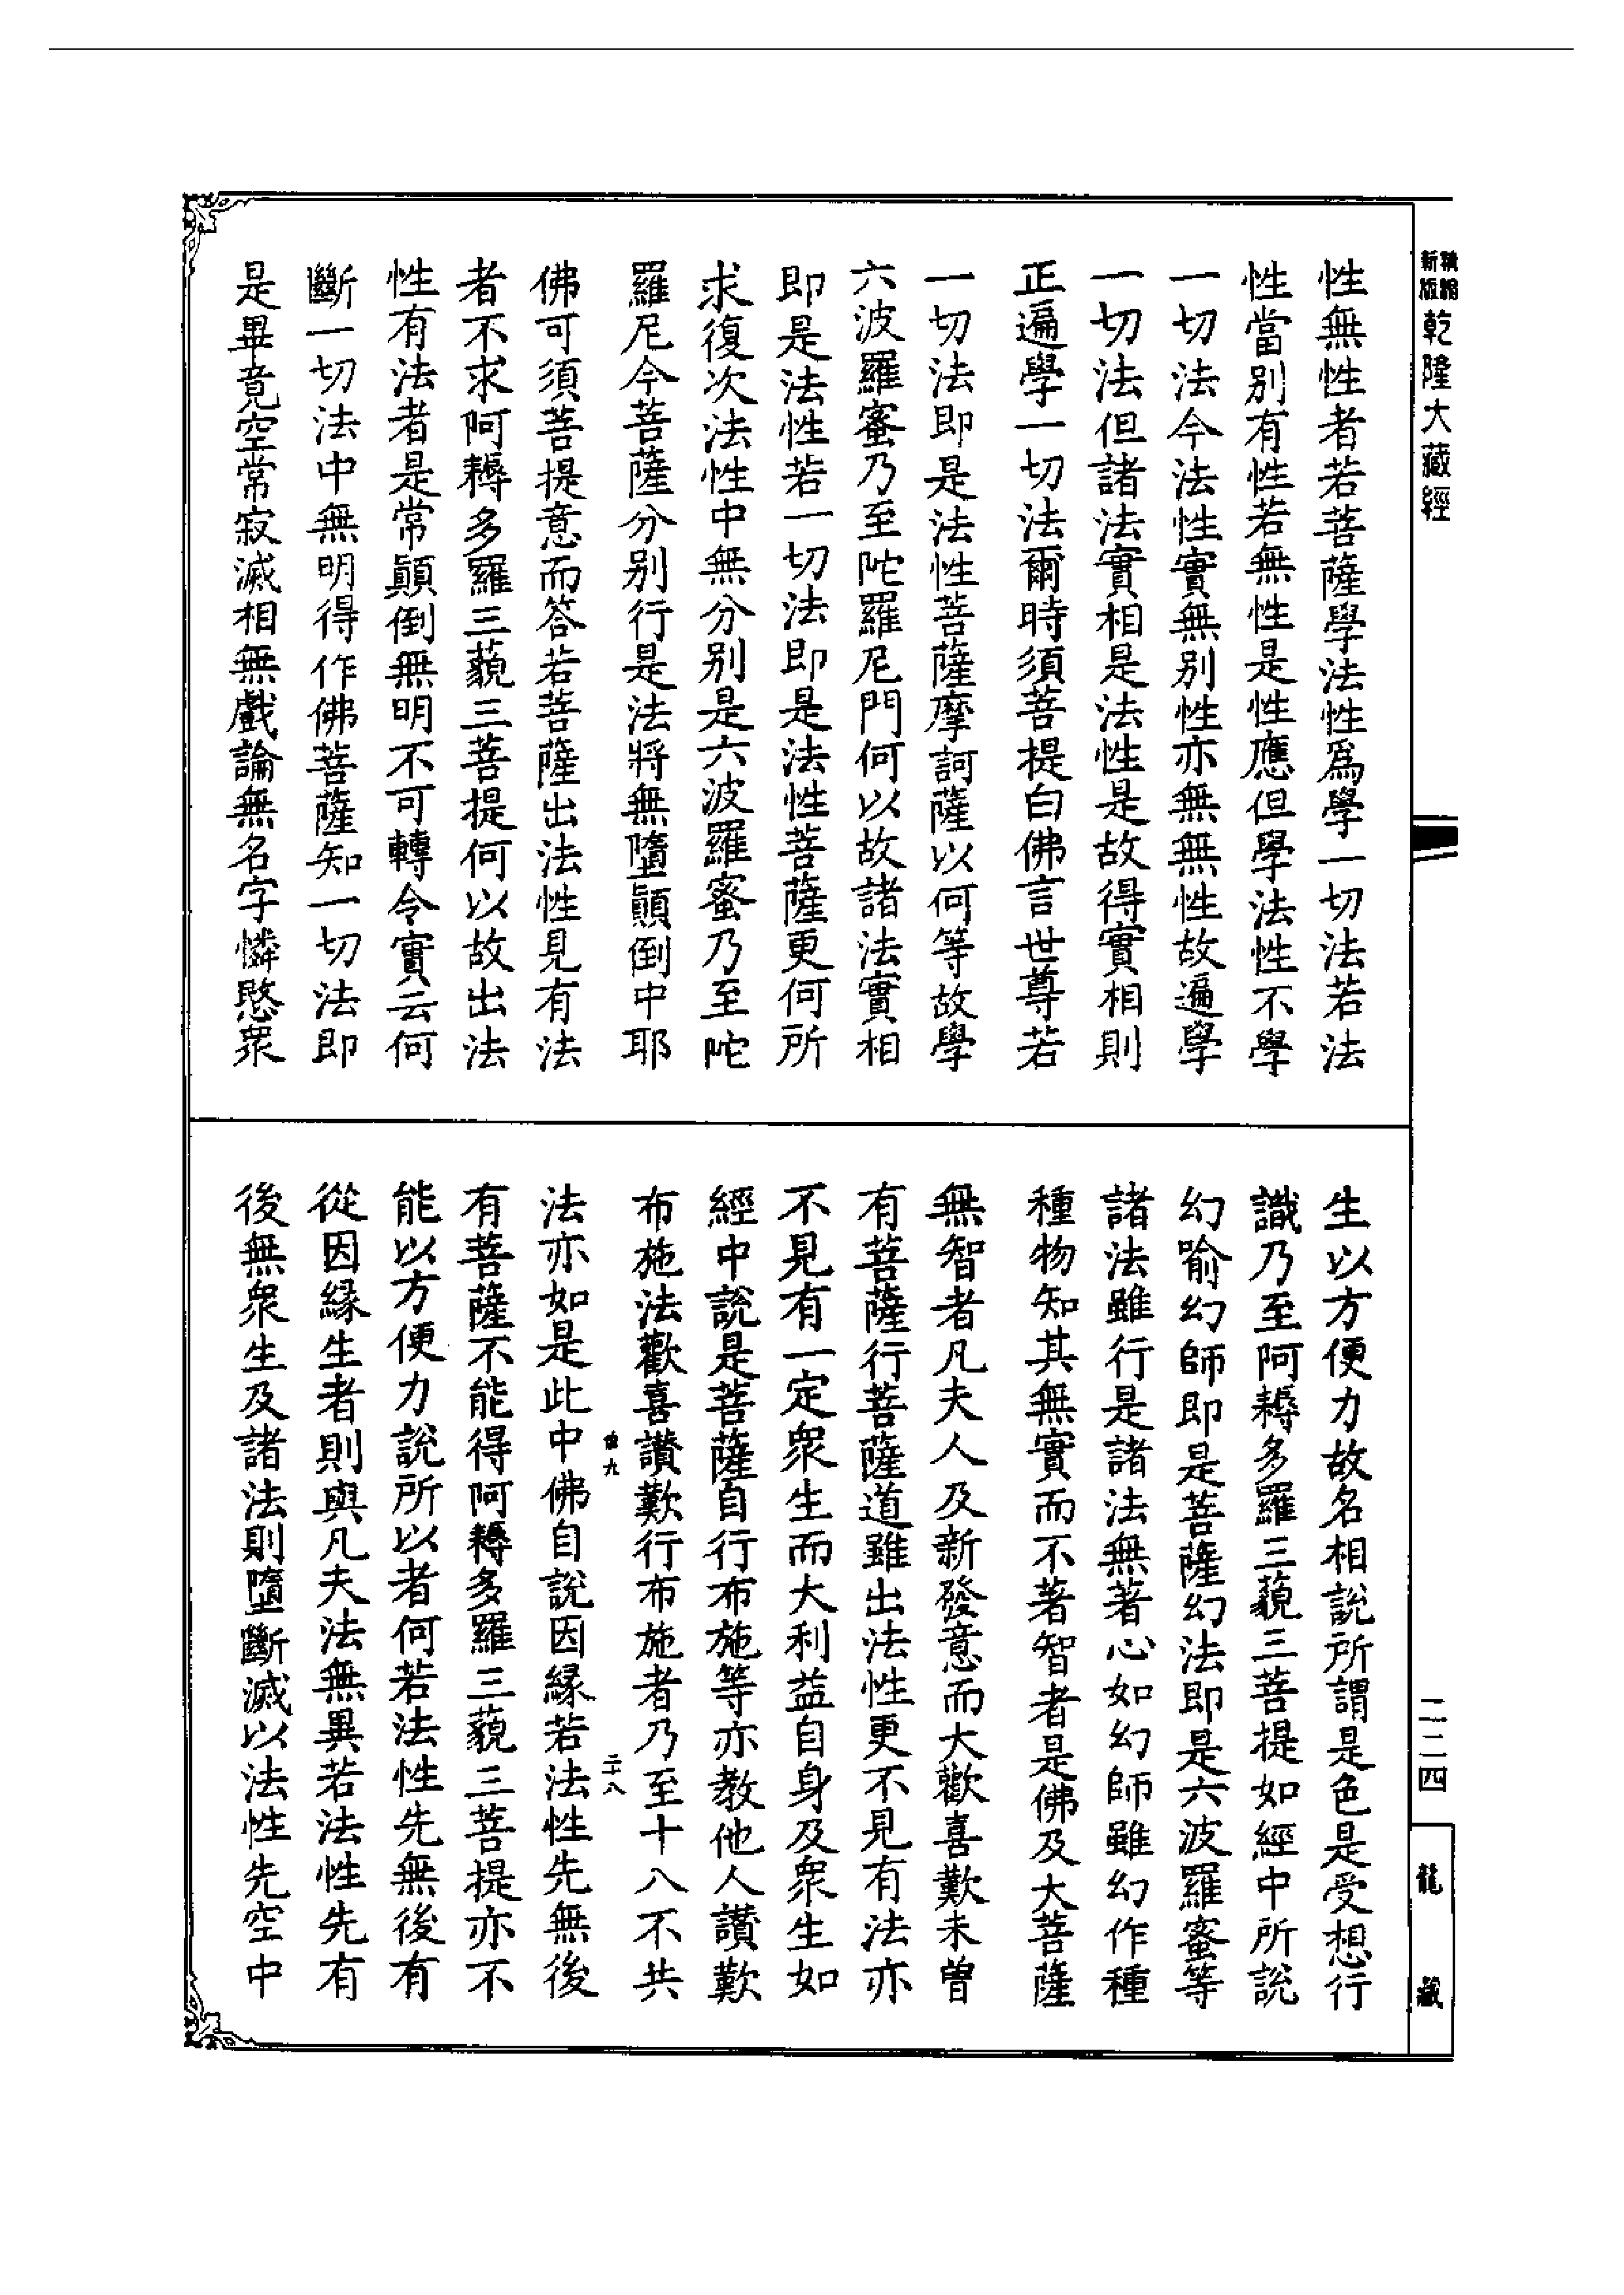 精縮新版乾隆大藏經
性無性者若菩薩學法性爲學一切法若法
性當别有性若無性是性應但學法性不學
一切法今法性實無别性亦無無性故遍學
一切法但諸法實相是法性是故得實相則
正遍學一切法爾時須菩提白佛言世尊若
一切法即是法性菩薩摩訶薩以何等故學
六波羅蜜乃至陀羅尼門何以故諸法實相
即是法性若一切法即是法性菩薩更何所
求復次法性中無分别是六波羅蜜乃至陀
羅尼今菩薩分别行是法將無墮顚倒中耶
佛可須菩提意而答若菩薩出法性見有法
者不求阿耨多羅三藐三菩提何以故出法
性有法者是常顚倒無明不可轉令實云何
斷一切法中無明得作佛菩薩知一切法即
是畢竟空常寂滅相無戲論無名字憐愍衆
生以方便力故名相說所謂是色是受想行
識乃至阿耨多羅三藐三菩提如經中所說
幻喻幻師即是菩薩幻法即是六波羅蜜等
諸法雖行是諸法無著心如幻師雖幻作種
種物知其無實而不著智者是佛及大菩薩
無智者凡夫人及新發意而大歡喜歎未曾
有菩薩行菩薩道雖出法性更不見有法亦
不見有一定衆生而大利益自身及衆生如
經中說是菩薩自行布施等亦教他人讚歎
布施法歡喜讚歎行布施者乃至十八不共
法亦如是此中佛自說因緣若法性先無後
有菩薩不能得阿耨多羅三藐三菩提亦不
能以方便力說所以者何若法性先無後有
從因緣生者則與凡夫法無異若法性先有
後無衆生及諸法則墮斷滅以法性先空中
九
二十八
二二四
龍藏